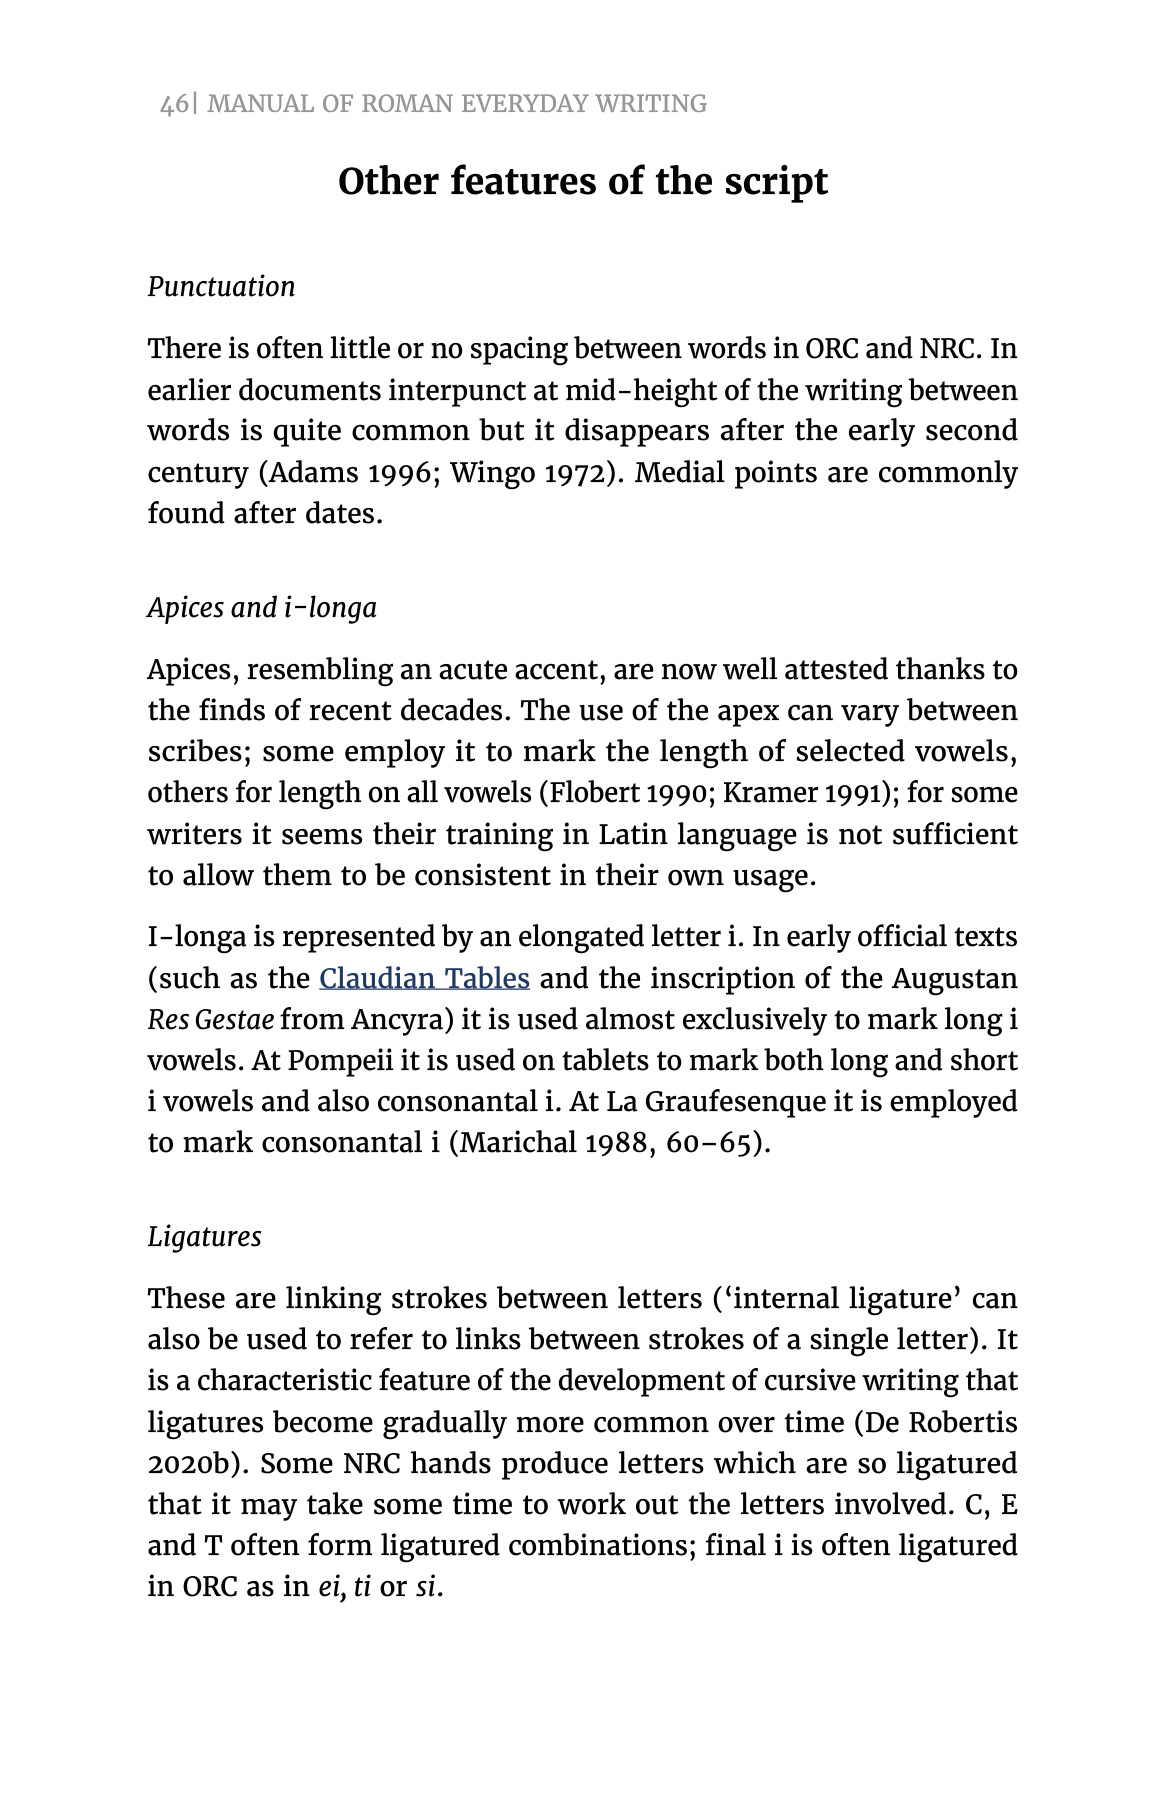 46| MANUAL OF ROMAN EVERYDAY WRITING
Other features of the script
Punctuation
There is often little or no spacing between words in ORC and NRC. In
earlier documents interpunct at mid-height of the writing between
words is quite common but it disappears after the early second
century (Adams 1996; Wingo 1972). Medial points are commonly
found after dates.
Apices and i-longa
Apices, resembling an acute accent, are now well attested thanks to
the finds of recent decades. The use of the apex can vary between
scribes; some employ it to mark the length of selected vowels,
others for length on all vowels (Flobert 1990; Kramer 1991); for some
writers it seems their training in Latin language is not sufficient
to allow them to be consistent in their own usage.
I-longa is represented by an elongated letter i. In early official texts
(such as the Claudian Tables and the inscription of the Augustan
Res Gestae from Ancyra) it is used almost exclusively to mark long i
vowels. At Pompeii it is used on tablets to mark both long and short
i vowels and also consonantal i. At La Graufesenque it is employed
to mark consonantal i (Marichal 1988, 60–65).
Ligatures
These are linking strokes between letters (‘internal ligature’ can
also be used to refer to links between strokes of a single letter). It
is a characteristic feature of the development of cursive writing that
ligatures become gradually more common over time (De Robertis
2020b). Some NRC hands produce letters which are so ligatured
that it may take some time to work out the letters involved. C, E
and T often form ligatured combinations; final i is often ligatured
in ORC as in ei, ti or si.